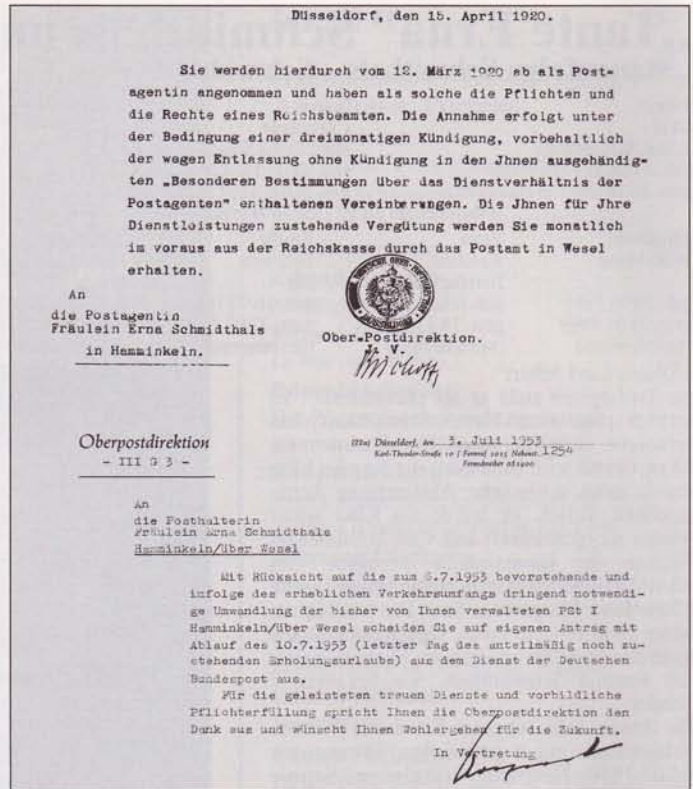 Düsseldorf, den 15. April 1920.
Sie werden hierdurch vom 12. März 1920 ab als Post-
agentin angenommen und haben als solche die Pflichten und
die Rechte eines Reichsbeamten. Die Annahme erfolgt unter
der Bedingung einer dreimonatigen Kündigung, vorbehaltlich
der wegen Entlassung ohne Kündigung in den Jhnen ausgehändig-
ten „Besonderen Bestimmungen über das Dienstverhältnis der
Postagenten" enthaltenen Vereinbarungen. Die Jhnen für Jhre
Dienstleistungen zustehende Vergütung werden Sie monatlich
im voraus aus der Reichskasse durch das Postamt in Wesel
erhalten.
An
die Postagentin
Fräulein Erna Schmidthals
in Hamminkeln.
Ober-Postdirektion.
J. V.
Oberpostdirektion
- III G 3 -
(22a) Düsseldorf, den 3. Juli 1953
Karl-Theodor-Straße 10 / Fernruf 1025 Nebenst. 1254
Fernschreiber
An
die Posthalterin
Fräulein Erna Schmidthals
Hamminkeln/über Wesel
Mit Rücksicht auf die zum 6.7.1953 bevorstehende und
infolge des erheblichen Verkehrsumfangs dringend notwendi-
ge Umwandlung der bisher von Ihnen verwalteten PSt I
Hamminkeln/über Wesel scheiden Sie auf eigenen Antrag mit
Ablauf des 10.7.1953 (letzter Tag des anteilmäßig noch zu-
stehenden Erholungsurlaubs) aus dem Dienst der Deutschen
Bundespost aus.
Für die geleisteten treuen Dienste und vorbildliche
Pflichterfüllung spricht Ihnen die Oberpostdirektion den
Dank aus und wünscht Ihnen Wohlergehen für die Zukunft.
In Vertretung